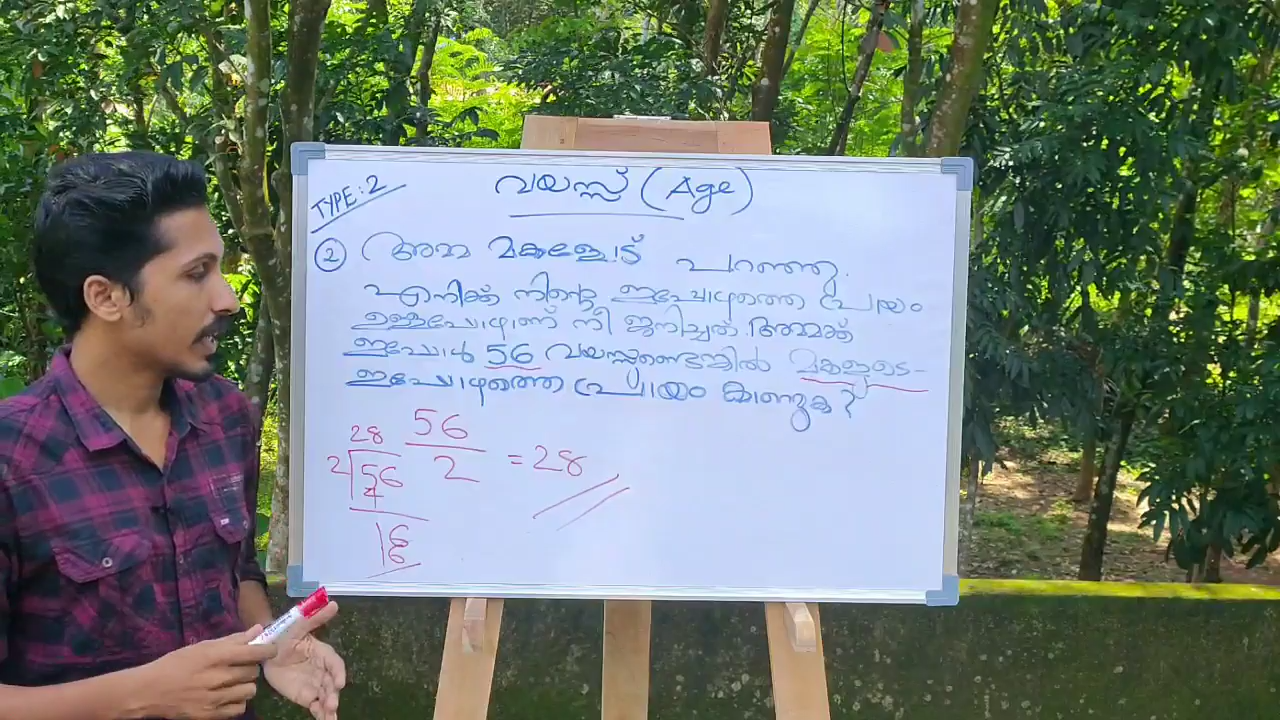 TYPE: 2
വയസ്സ് (Age)
② അമ്മ മകളോട് പറഞ്ഞു.
എനിക്ക് നിന്റെ ഇപ്പോഴത്തെ പ്രായം
ഉള്ളപ്പോഴാണ് നീ ജനിച്ചത്. അമ്മക്ക്
ഇപ്പോൾ 56 വയസ്സുണ്ടെങ്കിൽ മകളുടെ-
ഇപ്പോഴത്തെ പ്രായം കാണുക?
28
2 56
4
16
56
2
= 28